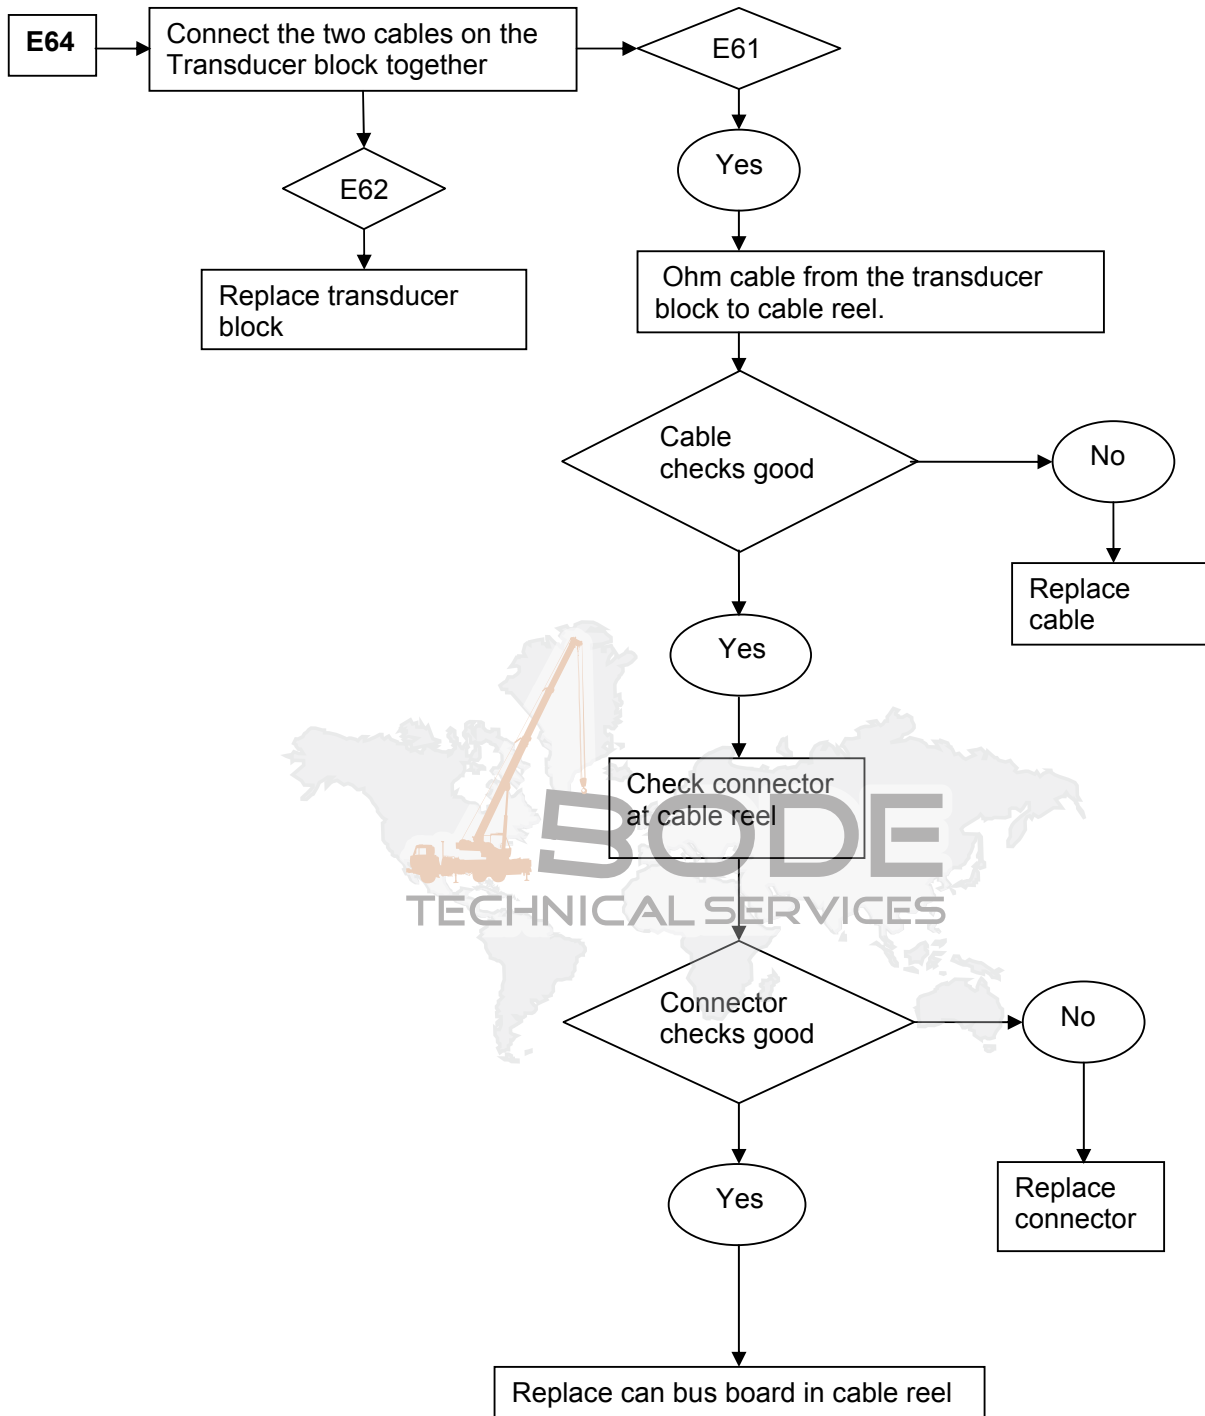 E64
Connect the two cables on the
Transducer block together
E61
Yes
E62
Replace transducer
block
Ohm cable from the transducer
block to cable reel.
Cable
checks good
No
Replace
cable
Yes
Check connector
at cable reel
BODE
TECHNICAL SERVICES
Connector
checks good
No
Replace
connector
Yes
Replace can bus board in cable reel